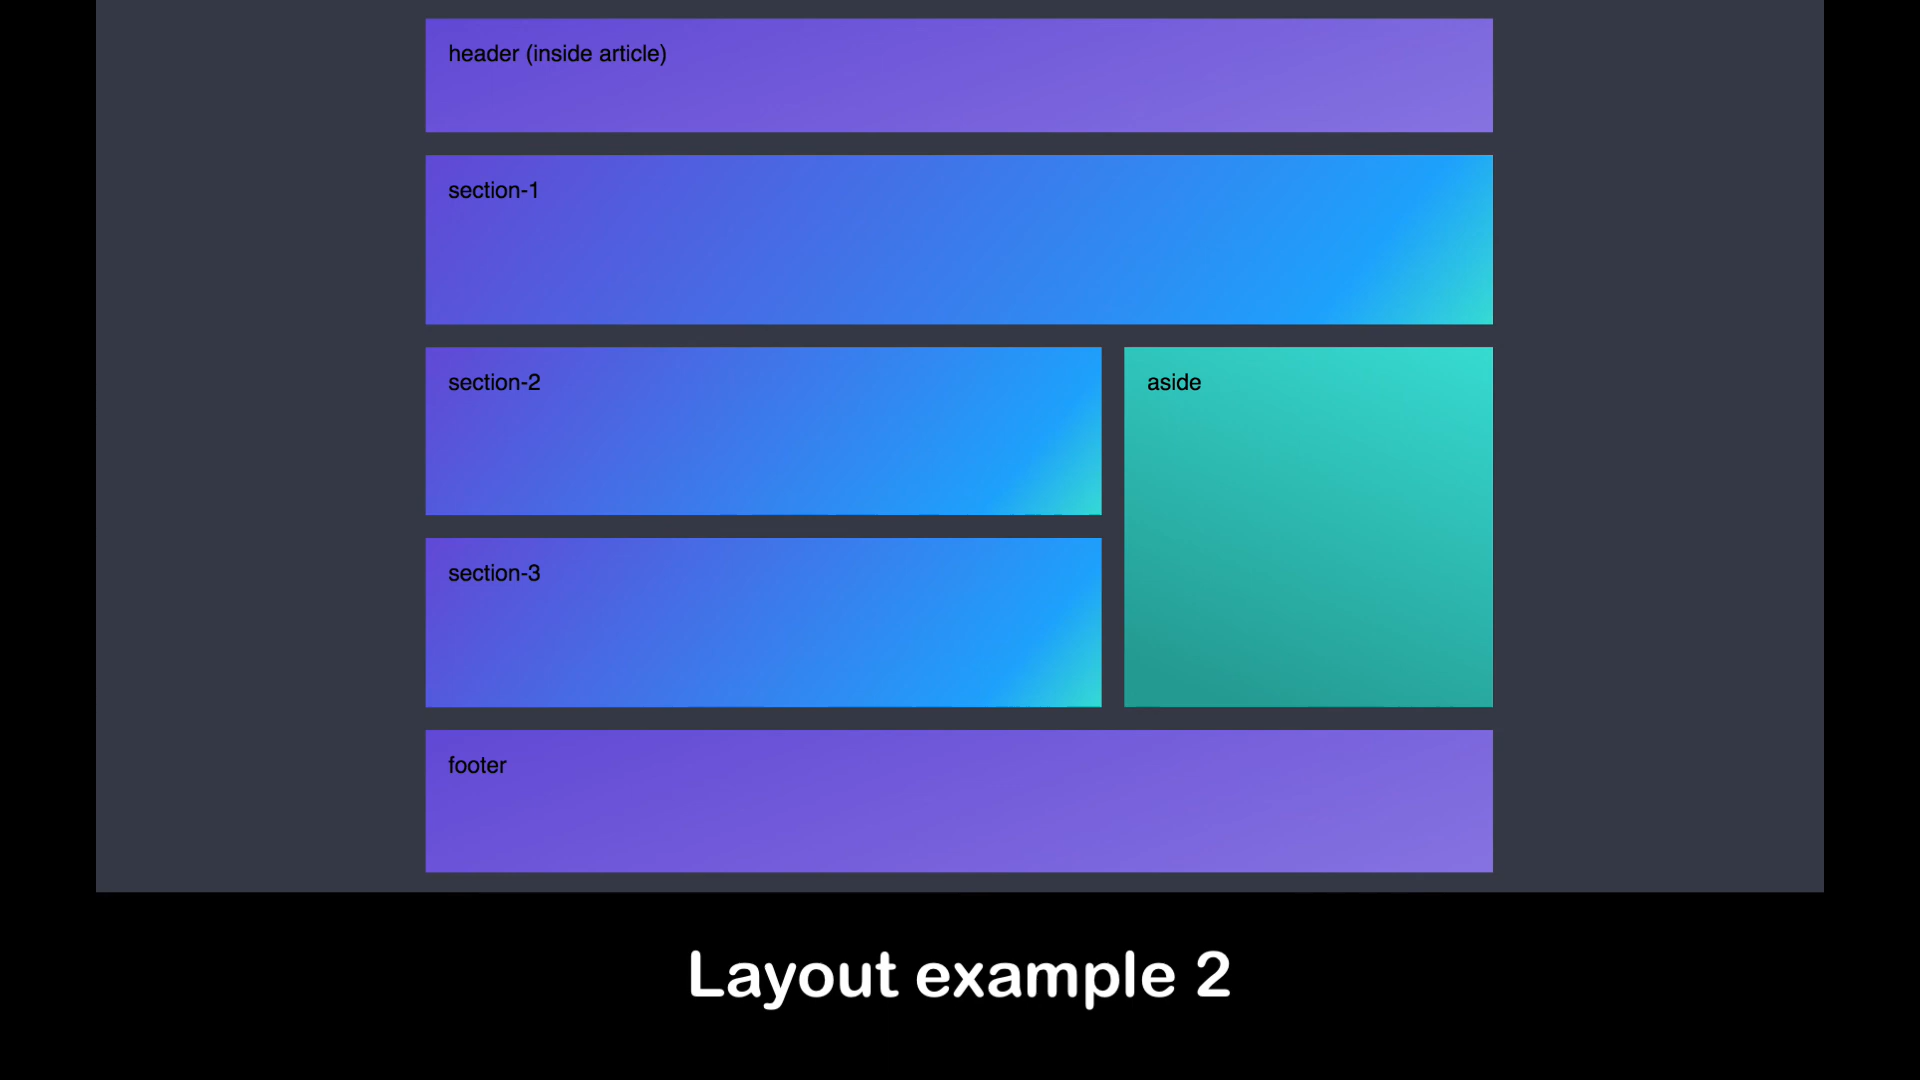 header (inside article)
section-1
section-2
aside
section-3
footer
Layout example 2